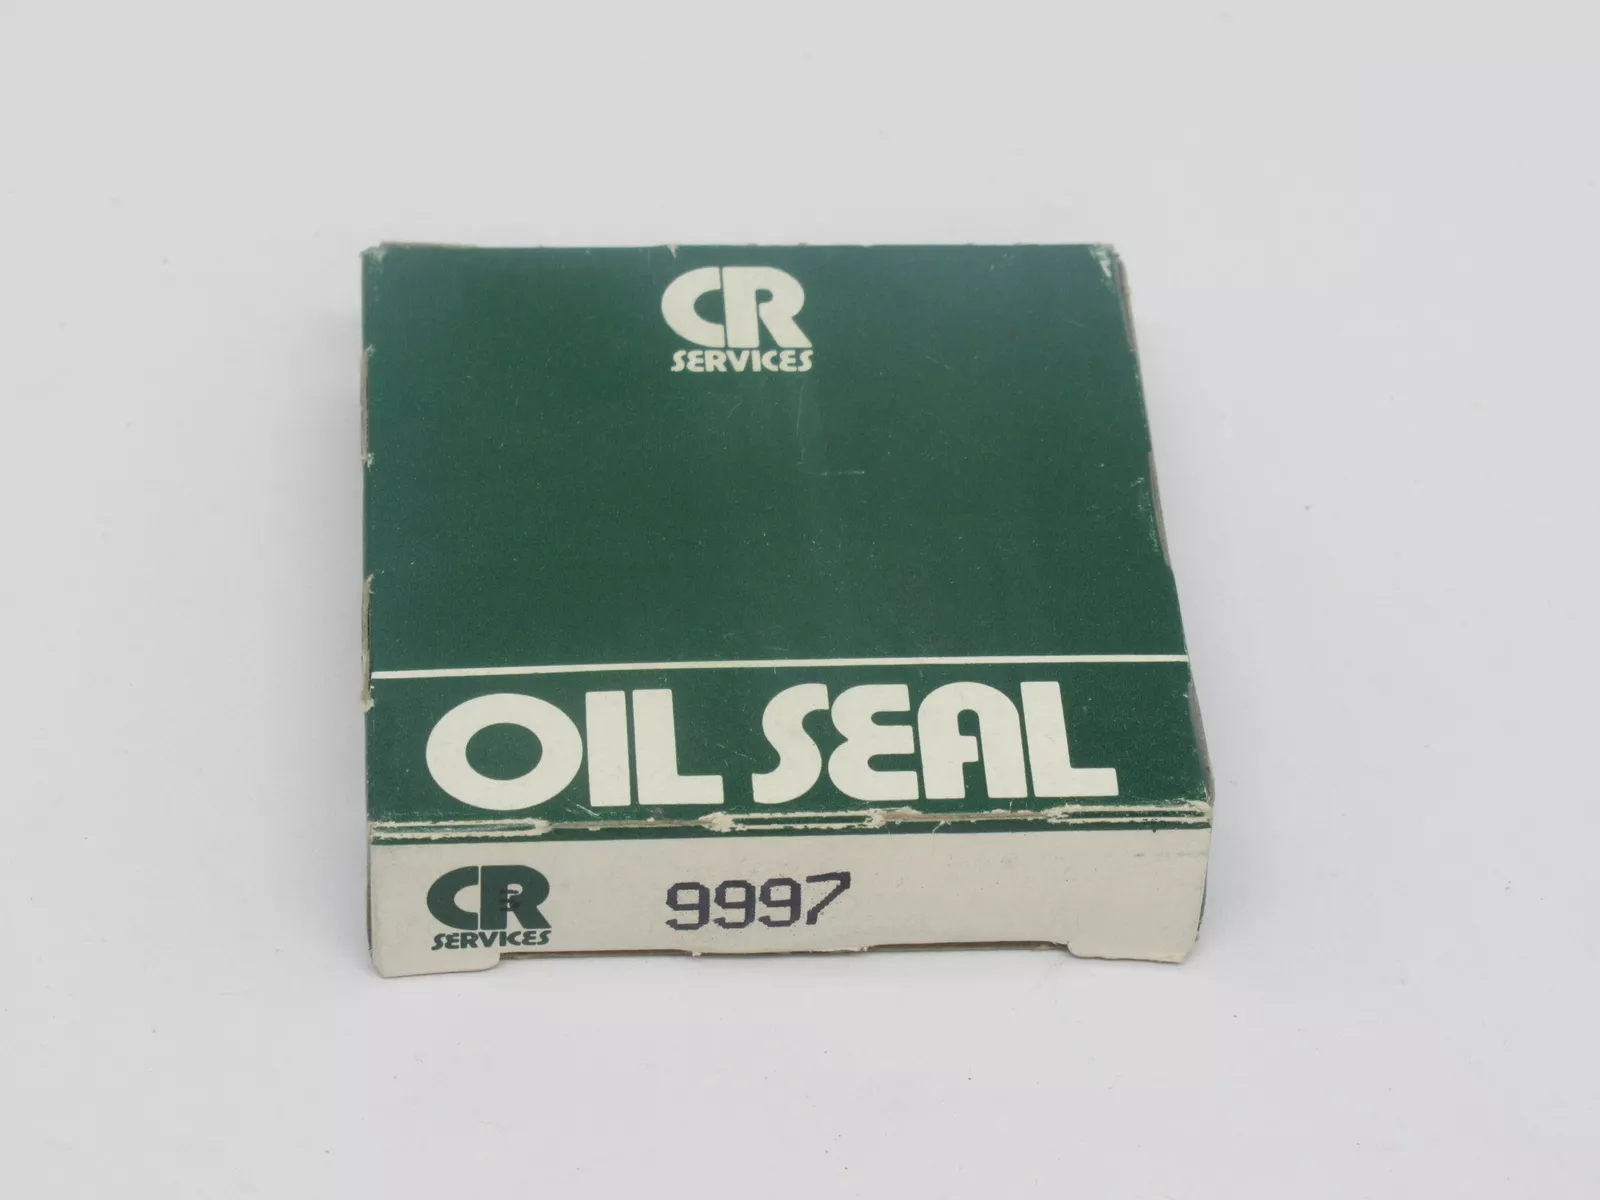 CR
SERVICES
OIL SEAL
CR
SERVICES
9997